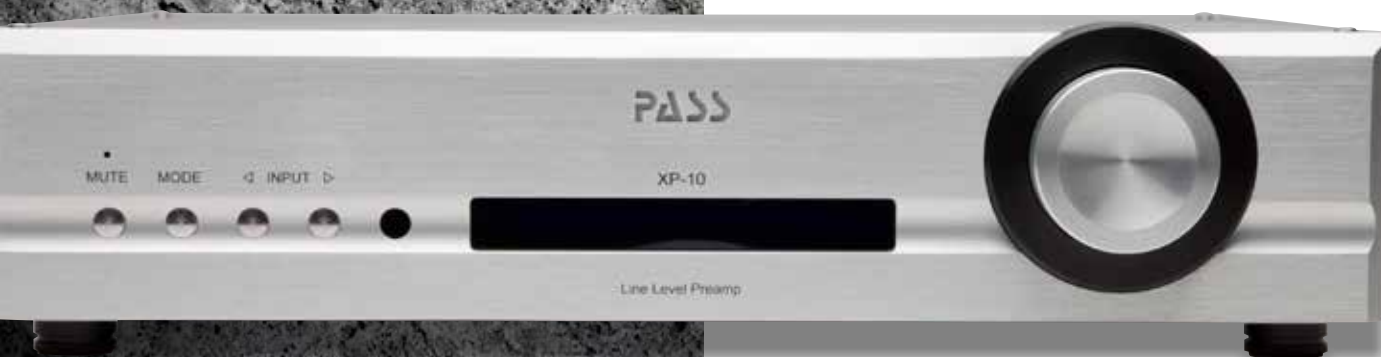 PASS
MUTE MODE ◁ INPUT ▷
XP-10
Line Level Preamp